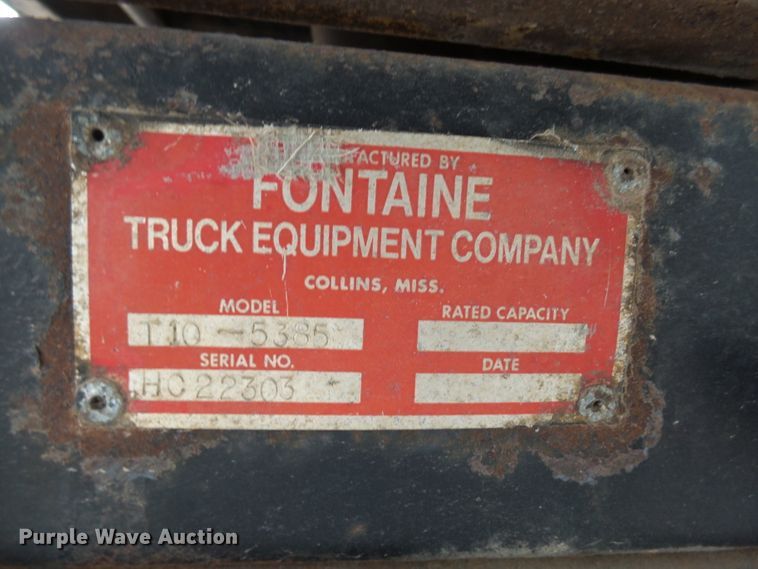 FACTURED BY
FONTAINE
TRUCK EQUIPMENT COMPANY
COLLINS, MISS.
MODEL
RATED CAPACITY
T10-5385
SERIAL NO.
DATE
HC22303
Purple Wave Auction